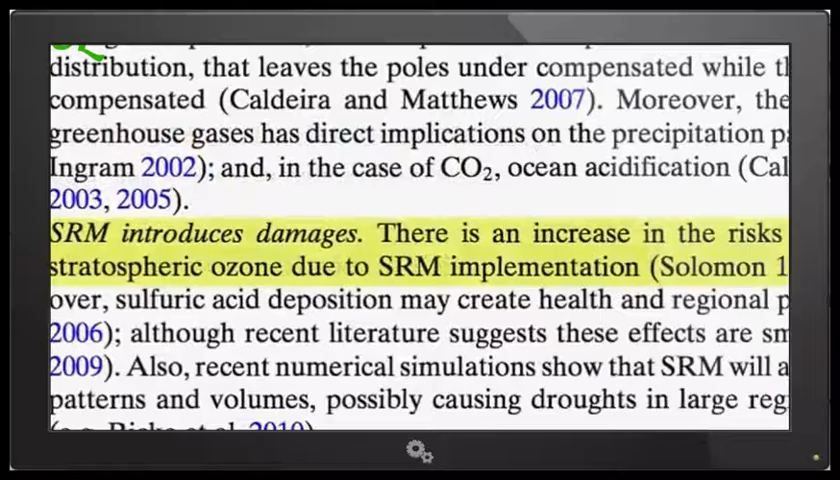 distribution, that leaves the poles under compensated while
compensated (Caldeira and Matthews 2007). Moreover, the
greenhouse gases has direct implications on the precipitation
Ingram 2002); and, in the case of CO₂, ocean acidification (Cal
2003, 2005).
SRM introduces damages. There is an increase in the risks
stratospheric ozone due to SRM implementation (Solomon 1
over, sulfuric acid deposition may create health and regional p
2006); although recent literature suggests these effects are sm
2009). Also, recent numerical simulations show that SRM will a
patterns and volumes, possibly causing droughts in large reg